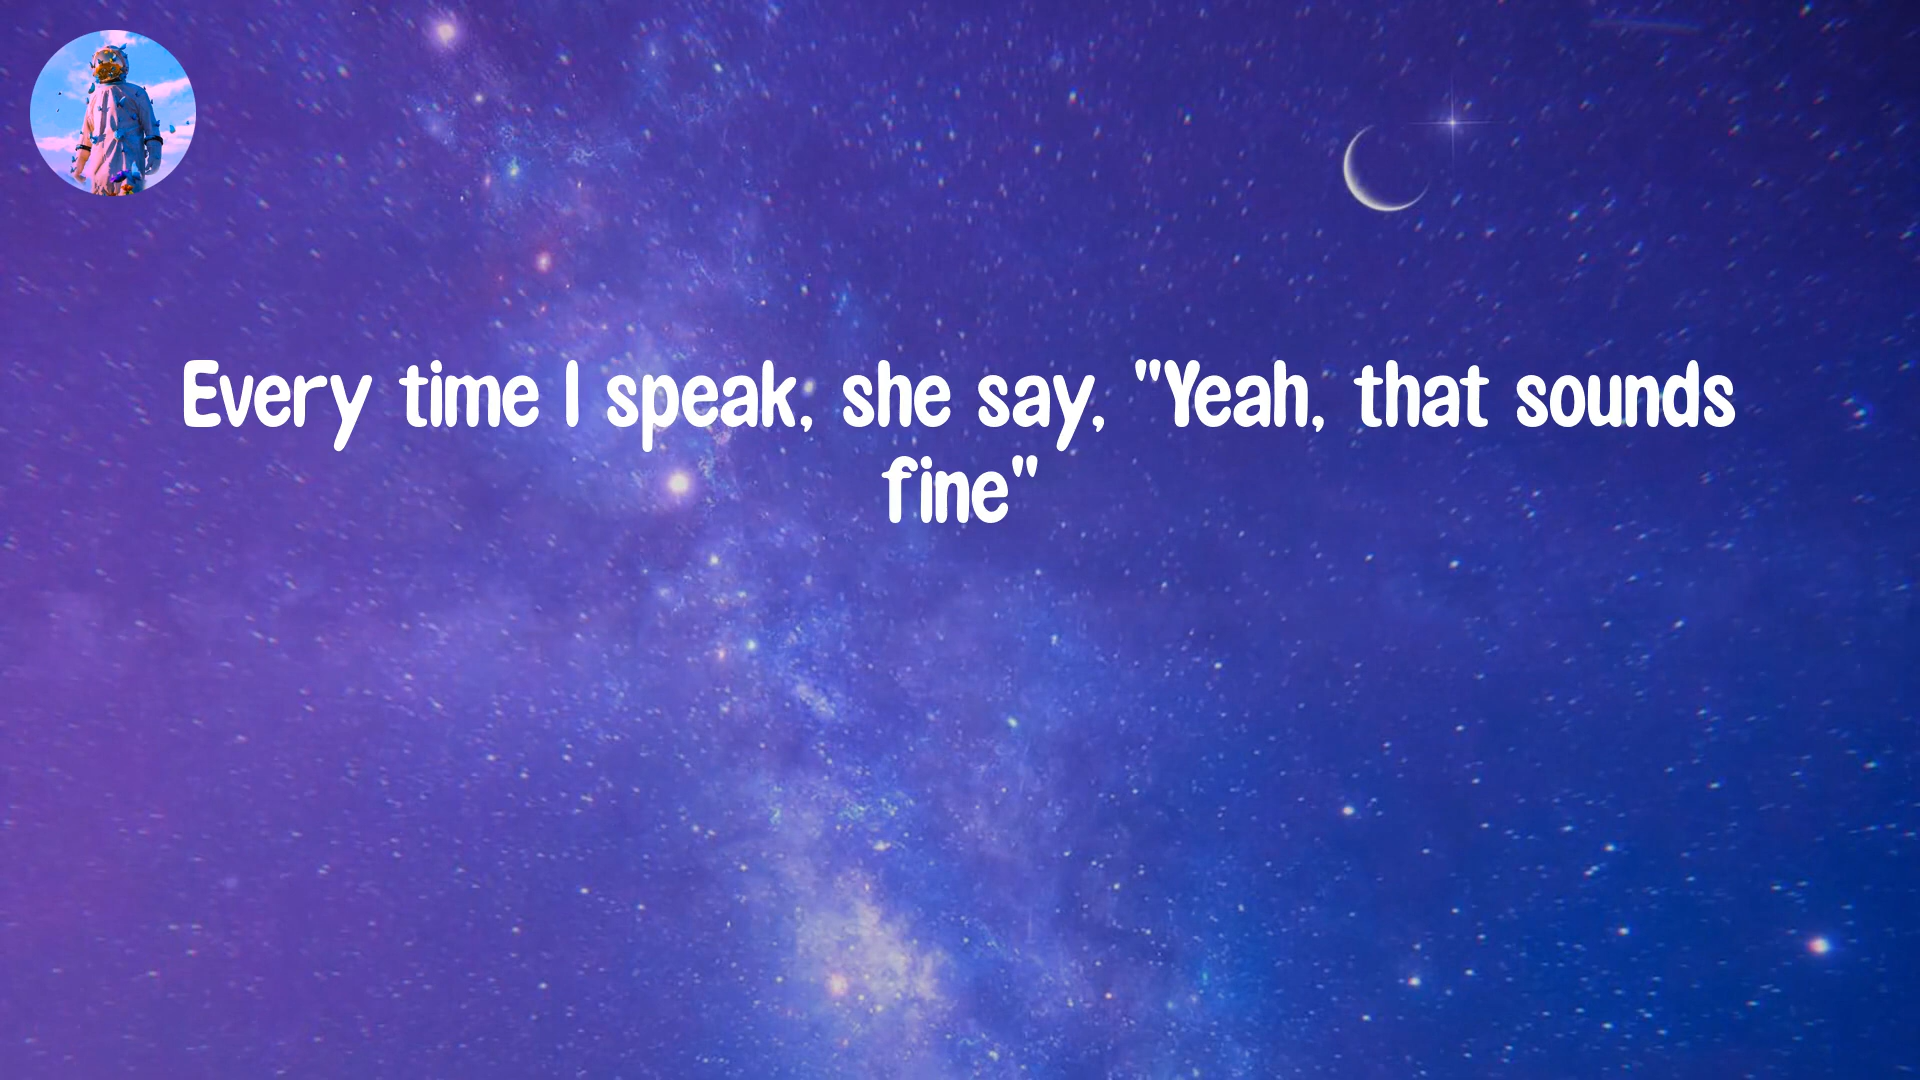 Every time I speak, she say, "Yeah, that sounds
fine"